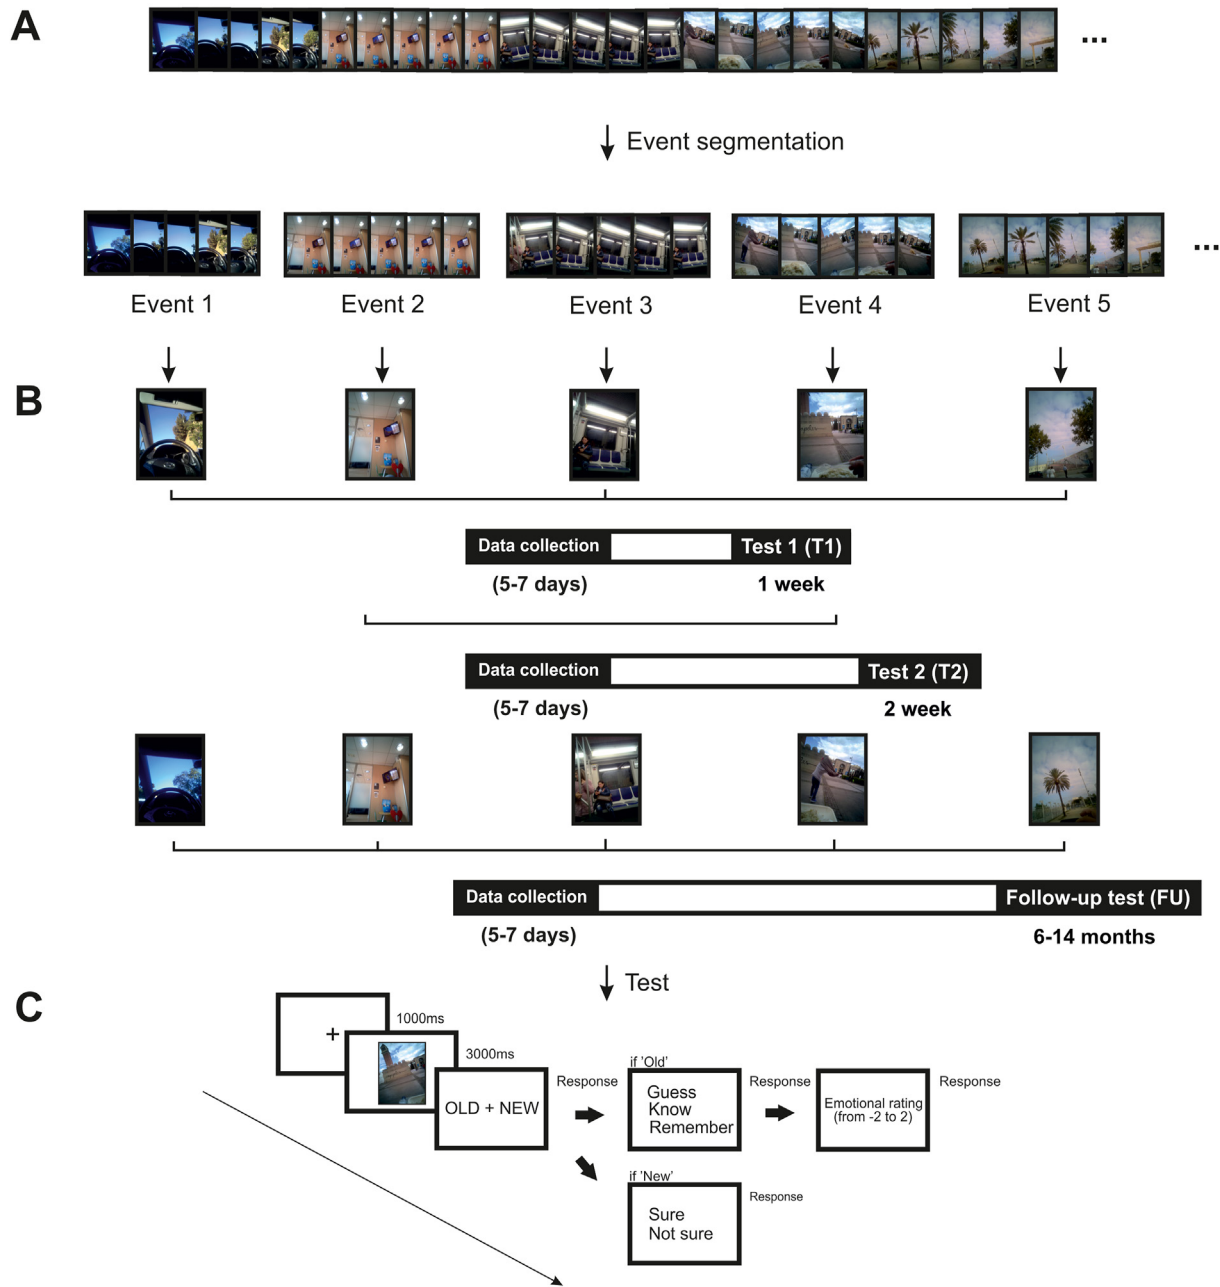 A
...
Event segmentation
...
Event 1
Event 2
Event 3
Event 4
Event 5
B
Data collection
Test 1 (T1)
(5-7 days)
1 week
Data collection
Test 2 (T2)
(5-7 days)
2 week
Data collection
Follow-up test (FU)
(5-7 days)
6-14 months
Test
C
+
1000ms
3000ms
OLD + NEW
Response
if 'Old'
Guess
Know
Remember
Response
Emotional rating
(from -2 to 2)
Response
if 'New'
Sure
Not sure
Response